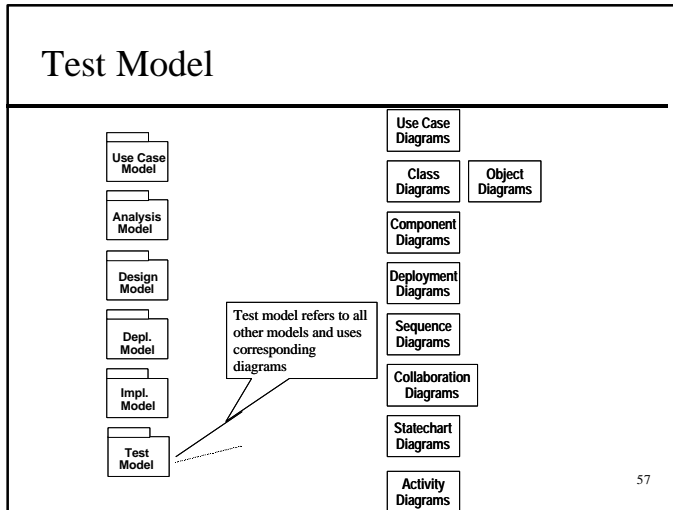 Test Model
Use Case
Model
Analysis
Model
Design
Model
Depl.
Model
Impl.
Model
Test
Model
Test model refers to all
other models and uses
corresponding
diagrams
Use Case
Diagrams
Class
Diagrams
Object
Diagrams
Component
Diagrams
Deployment
Diagrams
Sequence
Diagrams
Collaboration
Diagrams
Statechart
Diagrams
Activity
Diagrams
57